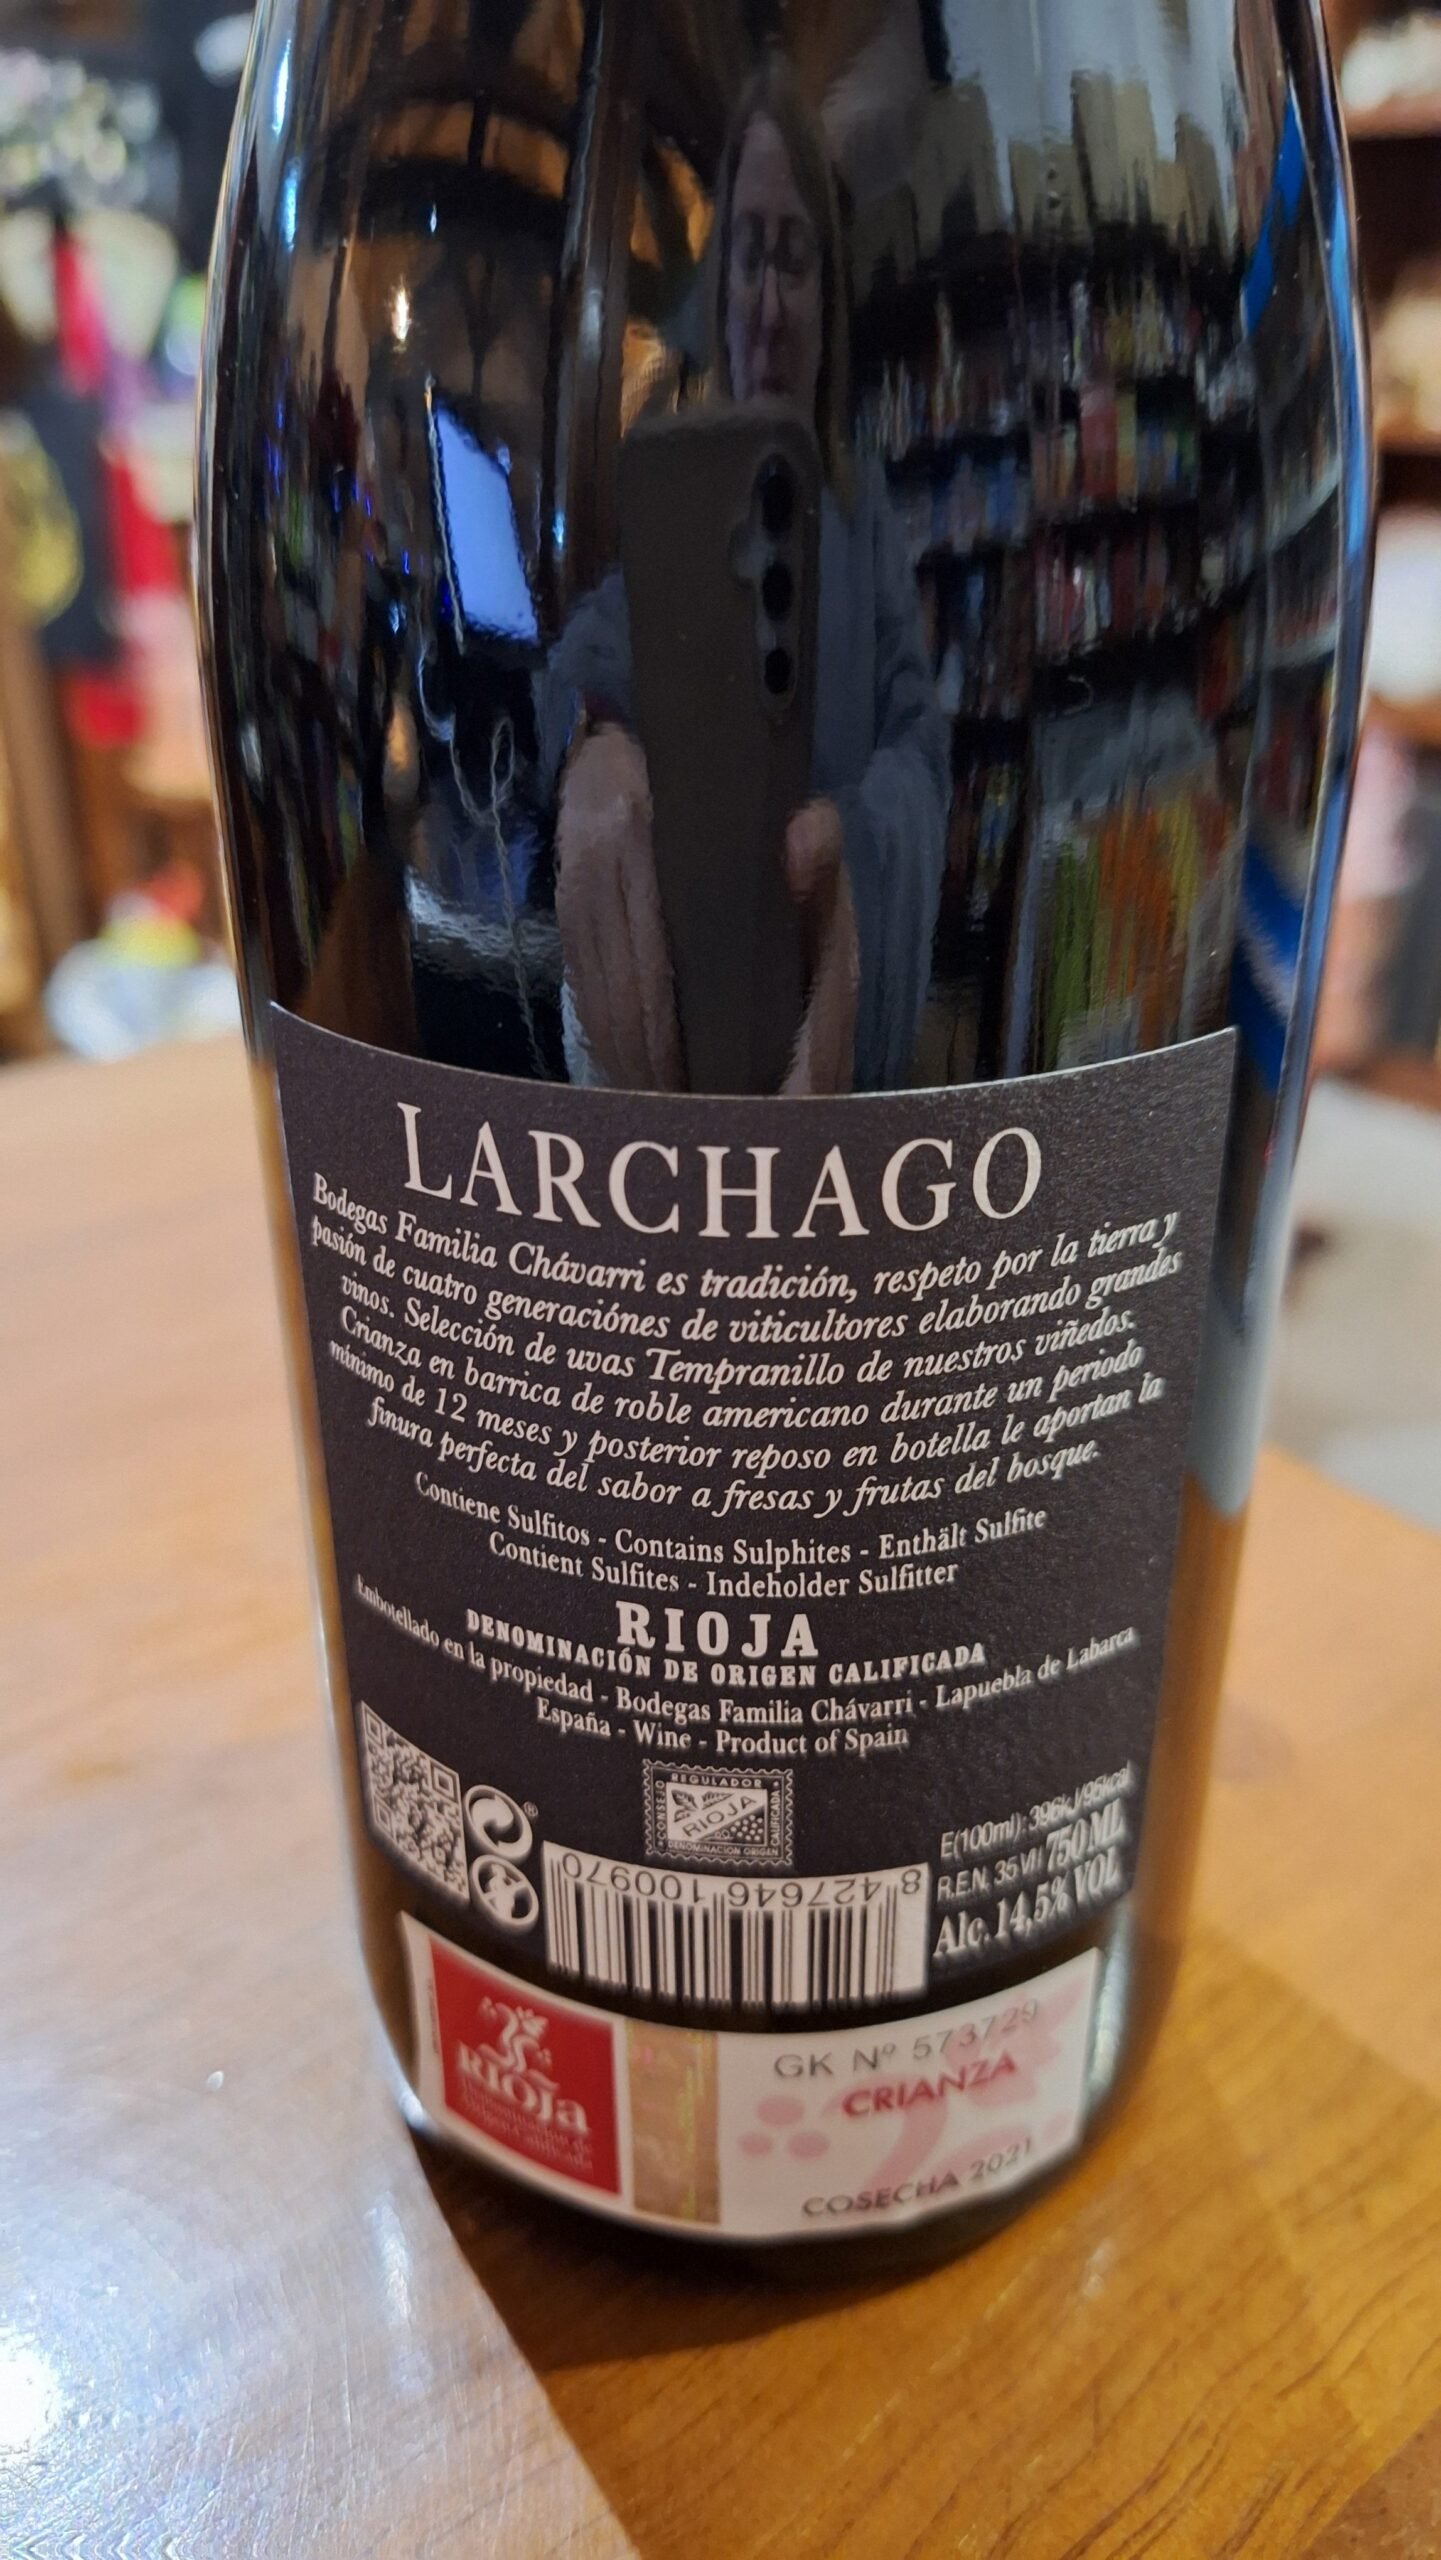 LARCHAGO
Bodegas Familia Chávarri es tradición, respeto por la tierra y
pasión de cuatro generaciónes de viticultores elaborando grandes
vinos. Selección de uvas Tempranillo de nuestros viñedos.
Crianza en barrica de roble americano durante un periodo
mínimo de 12 meses y posterior reposo en botella le aportan la
finura perfecta del sabor a fresas y frutas del bosque.
Contiene Sulfitos - Contains Sulphites - Enthält Sulfite
Contient Sulfites - Indeholder Sulfitter
RIOJA
DENOMINACIÓN DE ORIGEN CALIFICADA
Embotellado en la propiedad - Bodegas Familia Chávarri - Lapuebla de Labarca
España - Wine - Product of Spain
CONSEJO REGULADOR
RIOJA
DENOMINACION ORIGEN CALIFICADA
E(100ml): 396kJ/95kcal
R.E.N. 35 VI 750 ML
Alc. 14,5% VOL
8 427646 100970
RIOJA
Denominación de
Origen Calificada
GK Nº 573729
CRIANZA
COSECHA 2021